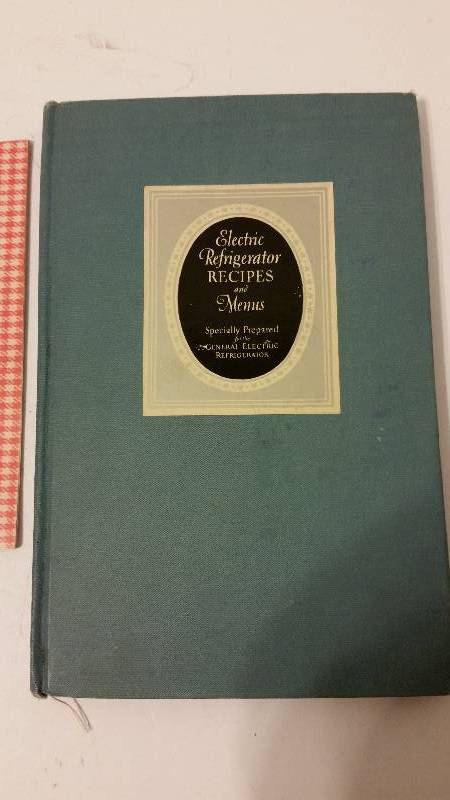 Electric
Refrigerator
RECIPES
and
Menus
Specially Prepared
for the
GENERAL ELECTRIC
REFRIGERATOR